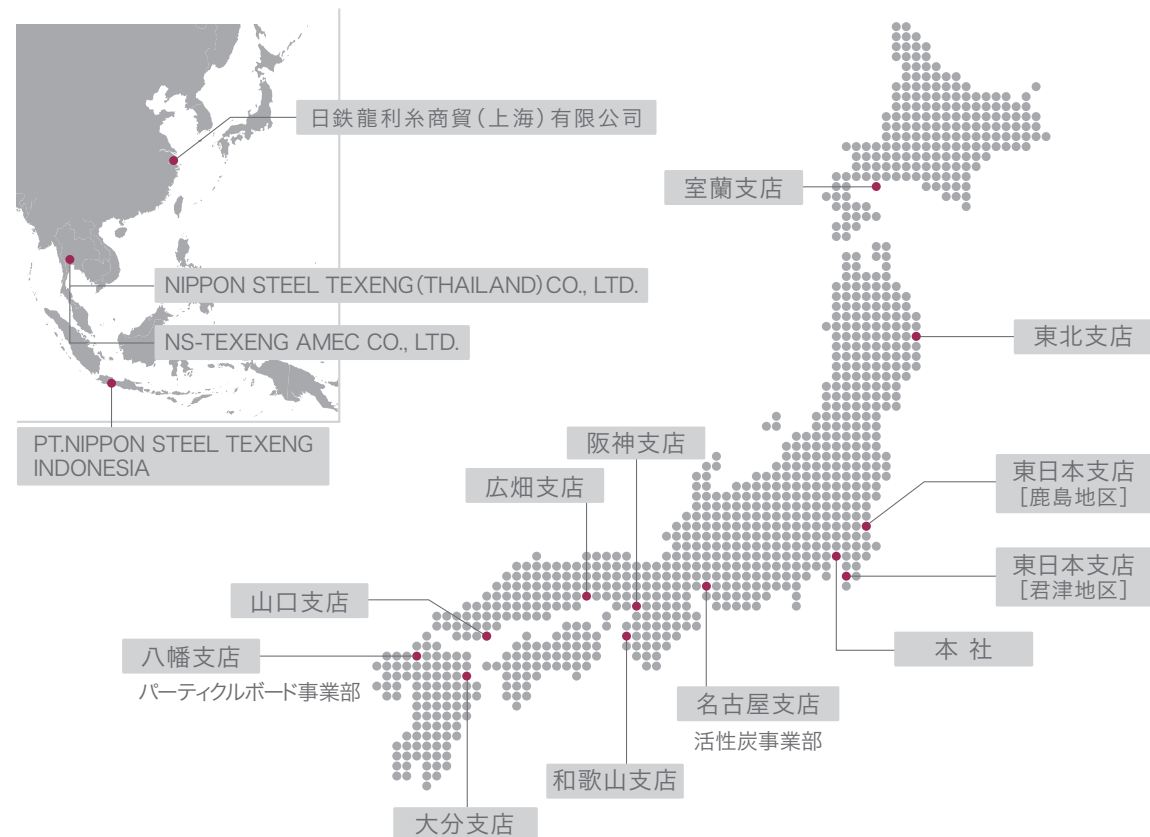 日鉄龍利糸商貿(上海)有限公司
室蘭支店
NIPPON STEEL TEXENG(THAILAND)CO., LTD.
NS-TEXENG AMEC CO., LTD.
東北支店
PT.NIPPON STEEL TEXENG
INDONESIA
阪神支店
広畑支店
東日本支店
[鹿島地区]
東日本支店
[君津地区]
山口支店
本 社
八幡支店
パーティクルボード事業部
名古屋支店
活性炭事業部
和歌山支店
大分支店